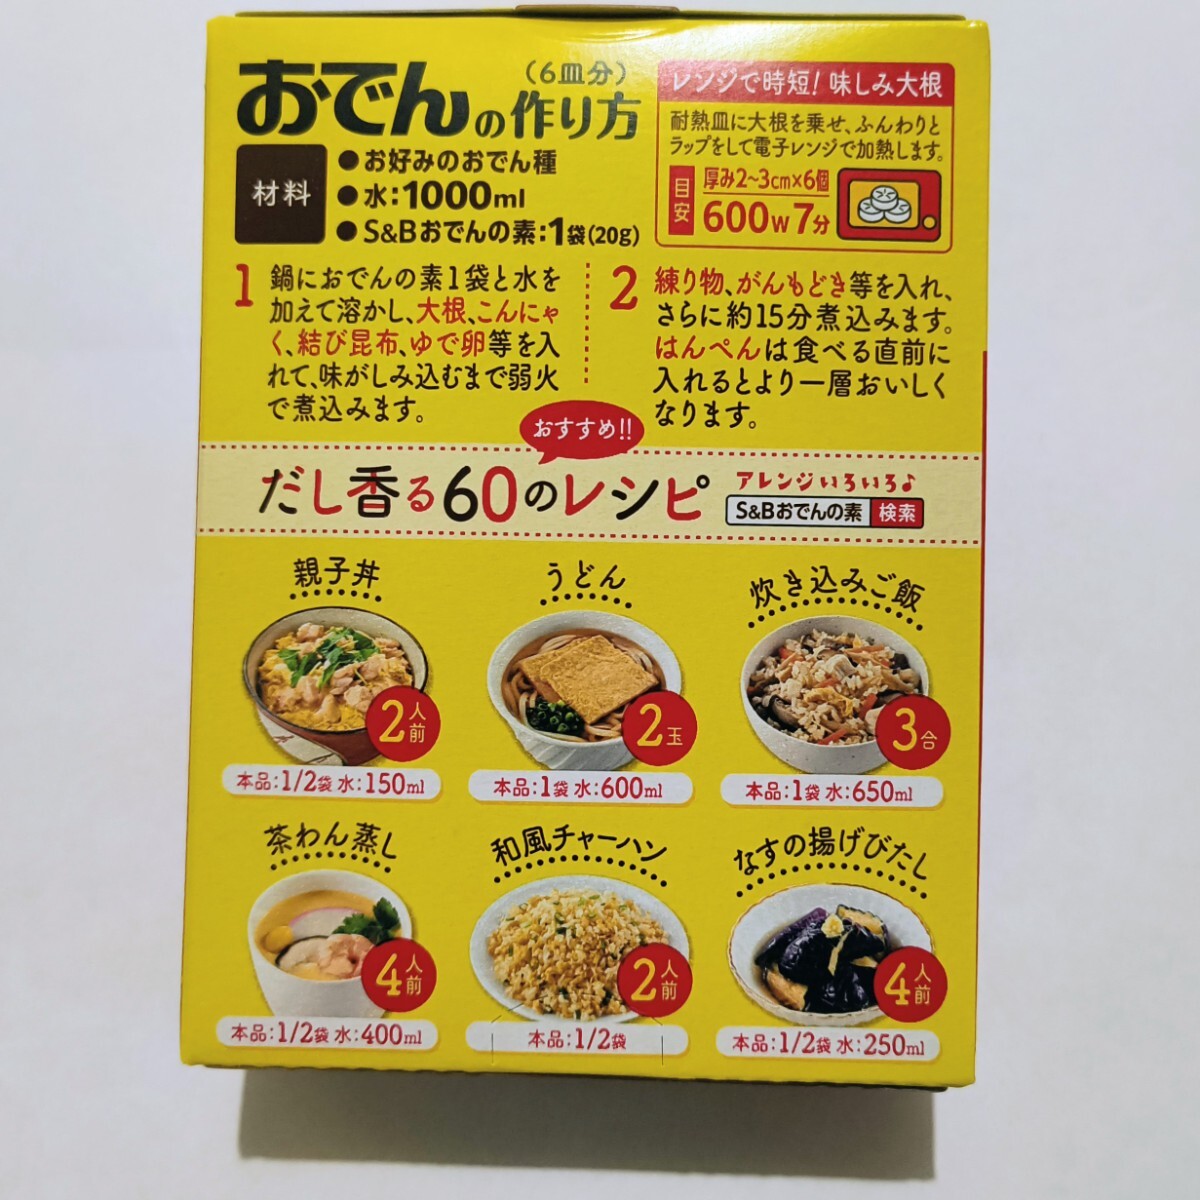 おでんの作り方
（6皿分）
材料
●お好みのおでん種
●水:1000ml
●S&Bおでんの素:1袋(20g)
レンジで時短!味しみ大根
耐熱皿に大根を乗せ、ふんわりと
ラップをして電子レンジで加熱します。
目安
厚み2~3cm×6個
600W 7分
1
鍋におでんの素1袋と水を
加えて溶かし、大根、こんにゃ
く、結び昆布、ゆで卵等を入
れて、味がしみ込むまで弱火
で煮込みます。
2
練り物、がんもどき等を入れ、
さらに約15分煮込みます。
はんぺんは食べる直前に
入れるとより一層おいしく
なります。
おすすめ!!
だし香る60のレシピ
アレンジいろいろ♪
S&Bおでんの素 検索
親子丼
2人前
本品:1/2袋 水:150ml
うどん
2玉
本品:1袋 水:600ml
炊き込みご飯
3合
本品:1袋 水:650ml
茶わん蒸し
4人前
本品:1/2袋 水:400ml
和風チャーハン
2人前
本品:1/2袋
なすの揚げびたし
4人前
本品:1/2袋 水:250ml